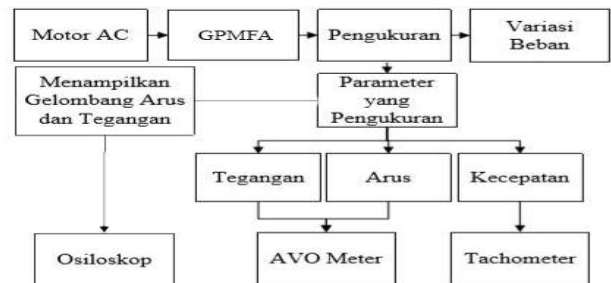 Motor AC
GPMFA
Pengukuran
Variasi
Beban
Menampilkan
Gelombang Arus
dan Tegangan
Parameter
yang
Pengukuran
Tegangan
Arus
Kecepatan
Osiloskop
AVO Meter
Tachometer